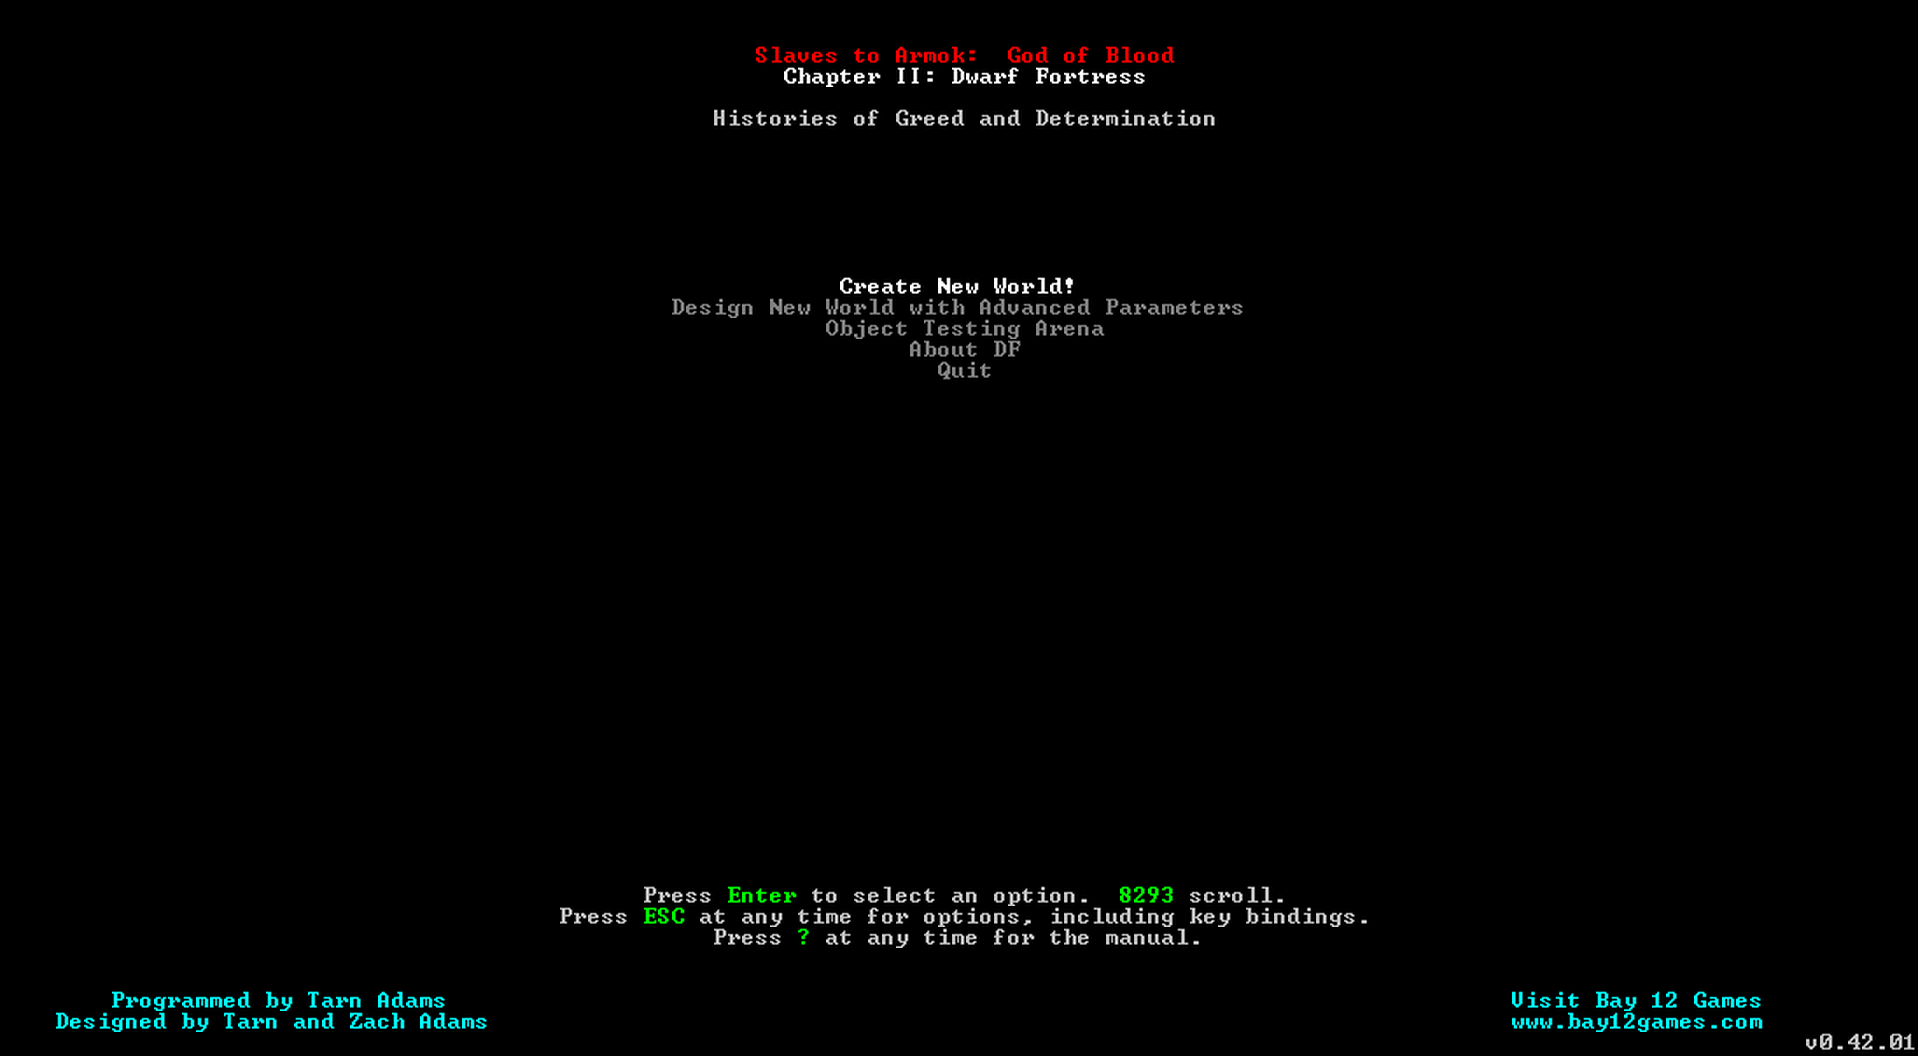 Slaves to Armok:  God of Blood
Chapter II: Dwarf Fortress
Histories of Greed and Determination
Create New World!
Design New World with Advanced Parameters
Object Testing Arena
About DF
Quit
Press Enter to select an option.  8293 scroll.
Press ESC at any time for options, including key bindings.
Press ? at any time for the manual.
Programmed by Tarn Adams
Designed by Tarn and Zach Adams
Visit Bay 12 Games
www.bay12games.com
v0.42.01